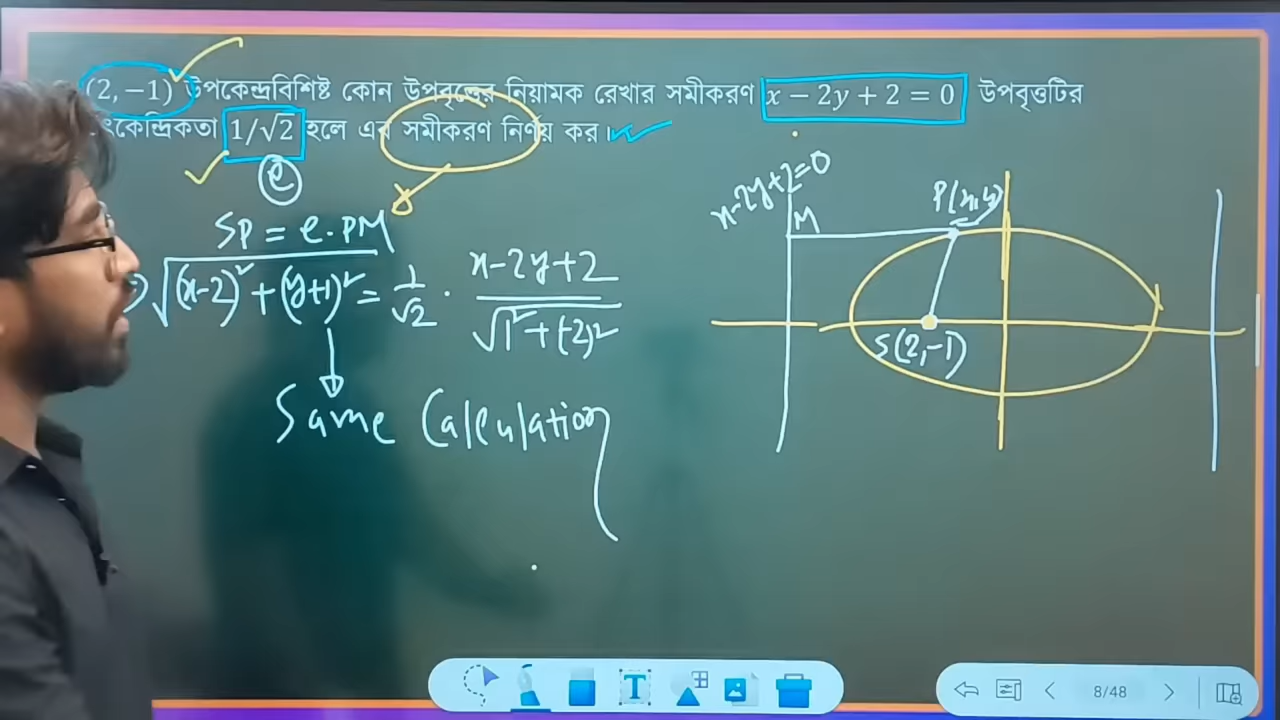 (2, −1) উপকেন্দ্রবিশিষ্ট কোন উপবৃত্তের নিয়ামক রেখার সমীকরণ x − 2y + 2 = 0 উপবৃত্তটির
ৎকেন্দ্রিকতা 1/√2 হলে এর সমীকরণ নির্ণয় কর।
e
SP = e.PM
√(x-2)² + (y+1)² = 1/√2 . x-2y+2 / √1²+(-2)²
Same Calculation
x-2y+2=0
M
P(x,y)
S(2,-1)
T
8/48